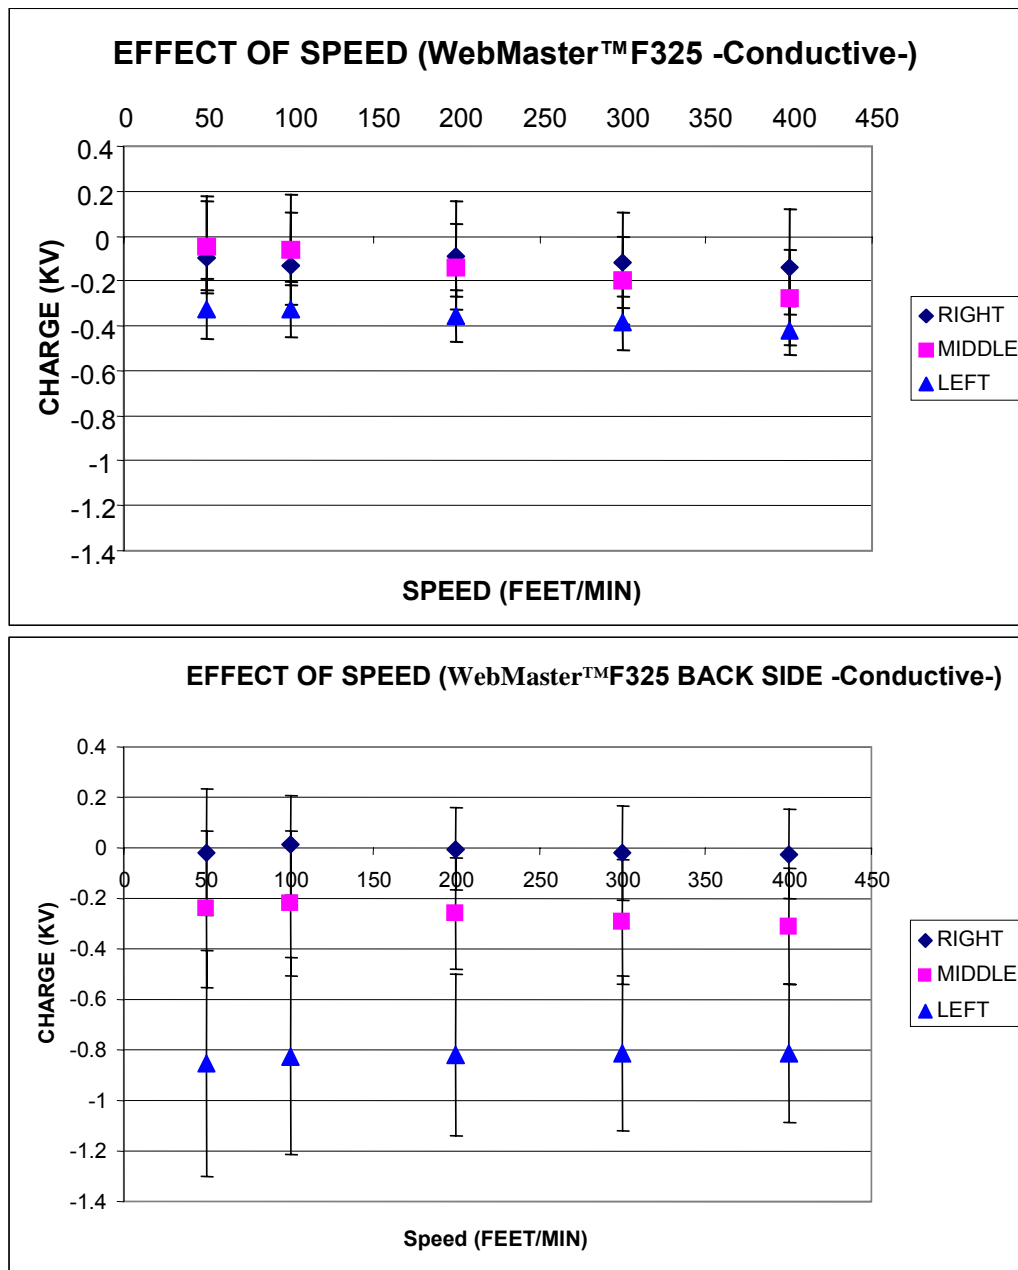 EFFECT OF SPEED (WebMaster™F325 -Conductive-)
0 50 100 150 200 250 300 350 400 450
0.4
0.2
0
-0.2
-0.4
-0.6
-0.8
-1
-1.2
-1.4
CHARGE (KV)
SPEED (FEET/MIN)
RIGHT
MIDDLE
LEFT
EFFECT OF SPEED (WebMaster™F325 BACK SIDE -Conductive-)
0.4
0.2
0
0 50 100 150 200 250 300 350 400 450
-0.2
-0.4
-0.6
-0.8
-1
-1.2
-1.4
CHARGE (KV)
Speed (FEET/MIN)
RIGHT
MIDDLE
LEFT